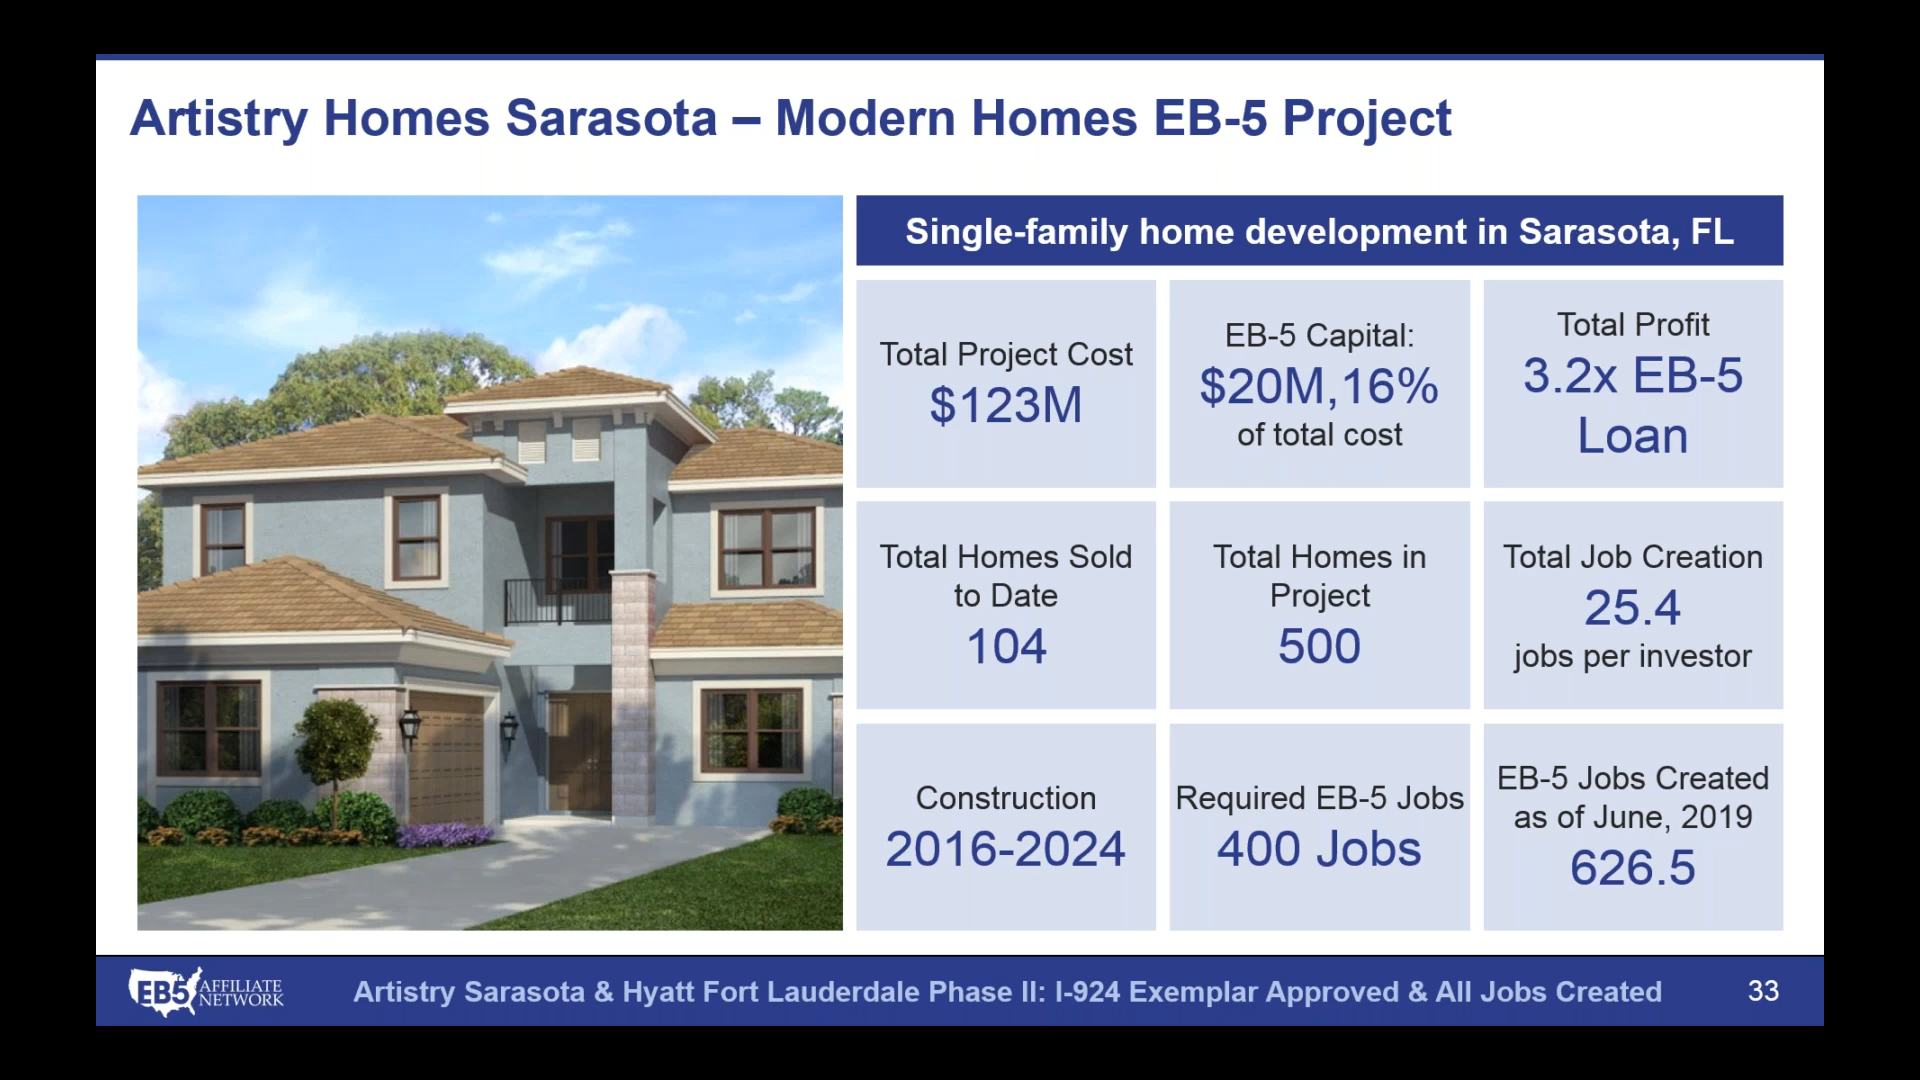 Artistry Homes Sarasota – Modern Homes EB-5 Project
Single-family home development in Sarasota, FL
Total Project Cost
$123M
EB-5 Capital:
$20M,16%
of total cost
Total Profit
3.2x EB-5
Loan
Total Homes Sold
to Date
104
Total Homes in
Project
500
Total Job Creation
25.4
jobs per investor
Construction
2016-2024
Required EB-5 Jobs
400 Jobs
EB-5 Jobs Created
as of June, 2019
626.5
EB5 AFFILIATE
NETWORK
Artistry Sarasota & Hyatt Fort Lauderdale Phase II: I-924 Exemplar Approved & All Jobs Created
33